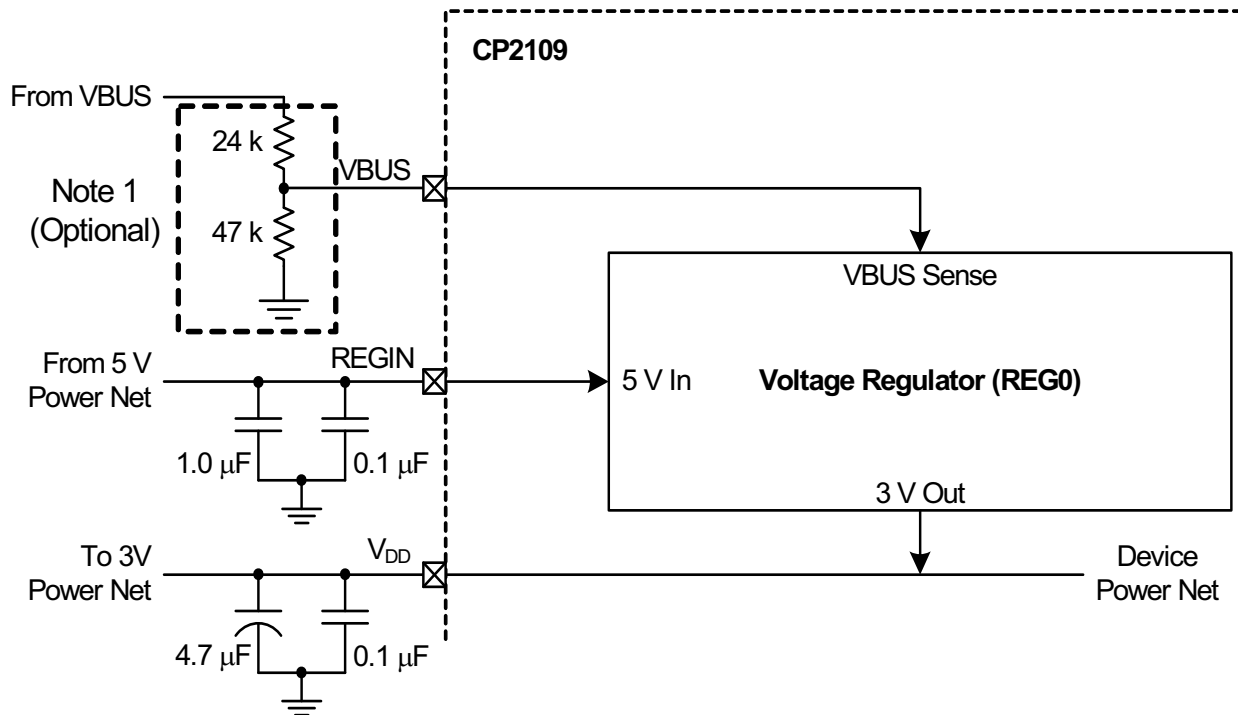 CP2109
From VBUS
24 k
VBUS
Note 1
(Optional)
47 k
VBUS Sense
From 5 V
Power Net
REGIN
5 V In
Voltage Regulator (REG0)
1.0 μF
0.1 μF
3 V Out
To 3V
Power Net
VDD
Device
Power Net
4.7 μF
0.1 μF